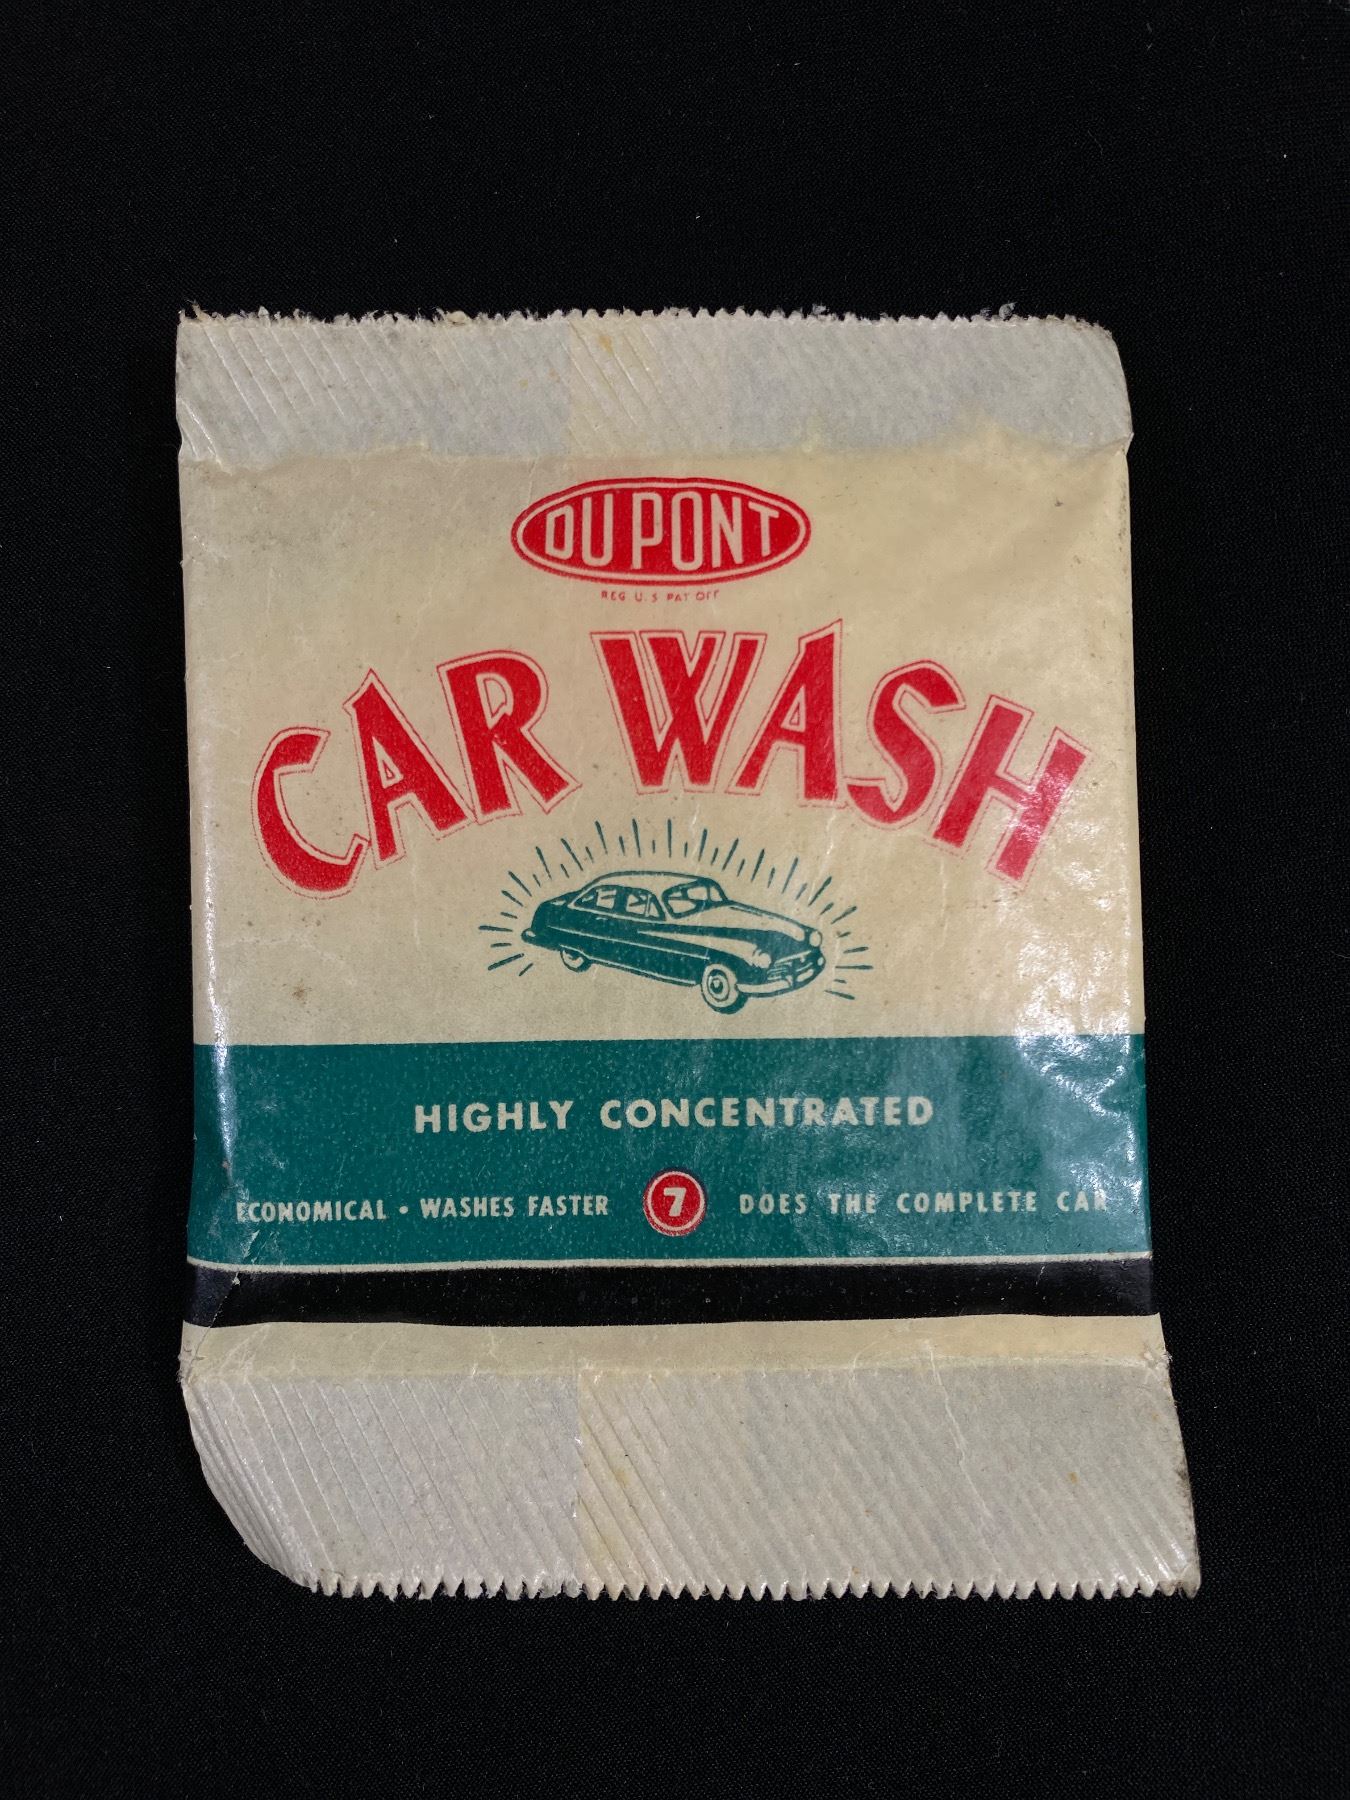 DU PONT
REG U.S PAT OFF
CAR WASH
HIGHLY CONCENTRATED
ECONOMICAL • WASHES FASTER 7 DOES THE COMPLETE CAR